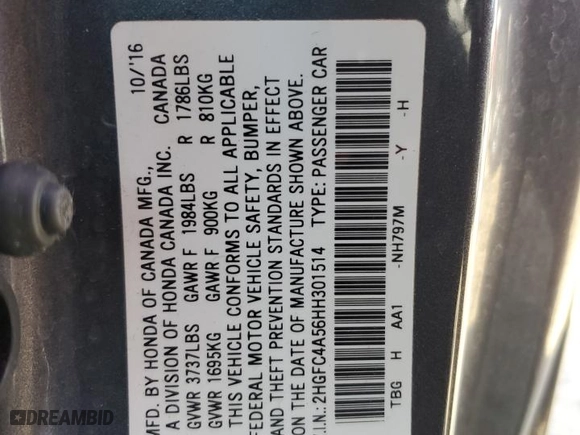 MFD. BY HONDA OF CANADA MFG., 10/'16
A DIVISION OF HONDA CANADA INC. CANADA
GVWR 3737LBS GAWR F 1984LBS R 1786LBS
GVWR 1695KG GAWR F 900KG R 810KG
THIS VEHICLE CONFORMS TO ALL APPLICABLE
FEDERAL MOTOR VEHICLE SAFETY, BUMPER,
AND THEFT PREVENTION STANDARDS IN EFFECT
ON THE DATE OF MANUFACTURE SHOWN ABOVE.
V.I.N.:2HGFC4A56HH301514 TYPE: PASSENGER CAR
TBG H AA1 -NH797M -Y -H
DREAMBID